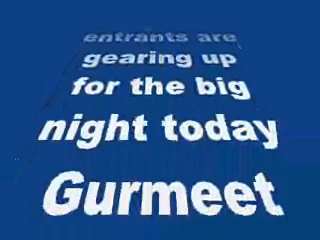 entrants are
gearing up
for the big
night today
Gurmeet